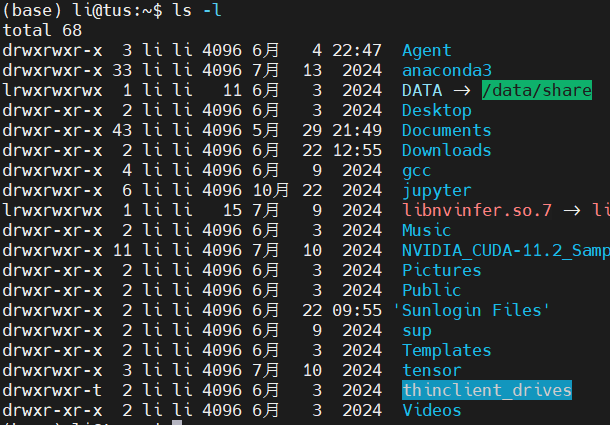 (base) li@tus:~$ ls -l
total 68
drwxrwxr-x  3 li li 4096 6月   4 22:47  Agent
drwxrwxr-x 33 li li 4096 7月  13  2024  anaconda3
lrwxrwxrwx  1 li li   11 6月   3  2024  DATA -> /data/share
drwxr-xr-x  2 li li 4096 6月   3  2024  Desktop
drwxr-xr-x 43 li li 4096 5月  29 21:49  Documents
drwxr-xr-x  2 li li 4096 6月  22 12:55  Downloads
drwxrwxr-x  4 li li 4096 6月   9  2024  gcc
drwxrwxr-x  6 li li 4096 10月 22  2024  jupyter
lrwxrwxrwx  1 li li   15 7月   9  2024  libnvinfer.so.7 -> li
drwxr-xr-x  2 li li 4096 6月   3  2024  Music
drwxrwxr-x 11 li li 4096 7月  10  2024  NVIDIA_CUDA-11.2_Samp
drwxr-xr-x  2 li li 4096 6月   3  2024  Pictures
drwxr-xr-x  2 li li 4096 6月   3  2024  Public
drwxr-xr-x  2 li li 4096 6月  22 09:55 'Sunlogin Files'
drwxrwxr-x  2 li li 4096 6月   9  2024  sup
drwxr-xr-x  2 li li 4096 6月   3  2024  Templates
drwxrwxr-x  3 li li 4096 7月  10  2024  tensor
drwxrwxr-t  2 li li 4096 6月   3  2024  thinclient_drives
drwxr-xr-x  2 li li 4096 6月   3  2024  Videos